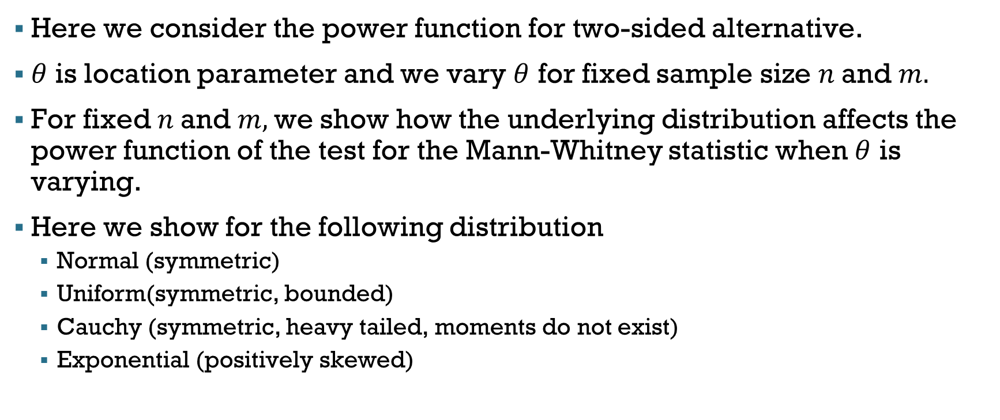 ▪ Here we consider the power function for two-sided alternative.
▪ 𝜃 is location parameter and we vary 𝜃 for fixed sample size 𝑛 and 𝑚.
▪ For fixed 𝑛 and 𝑚, we show how the underlying distribution affects the
power function of the test for the Mann-Whitney statistic when 𝜃 is
varying.
▪ Here we show for the following distribution
▪ Normal (symmetric)
▪ Uniform(symmetric, bounded)
▪ Cauchy (symmetric, heavy tailed, moments do not exist)
▪ Exponential (positively skewed)